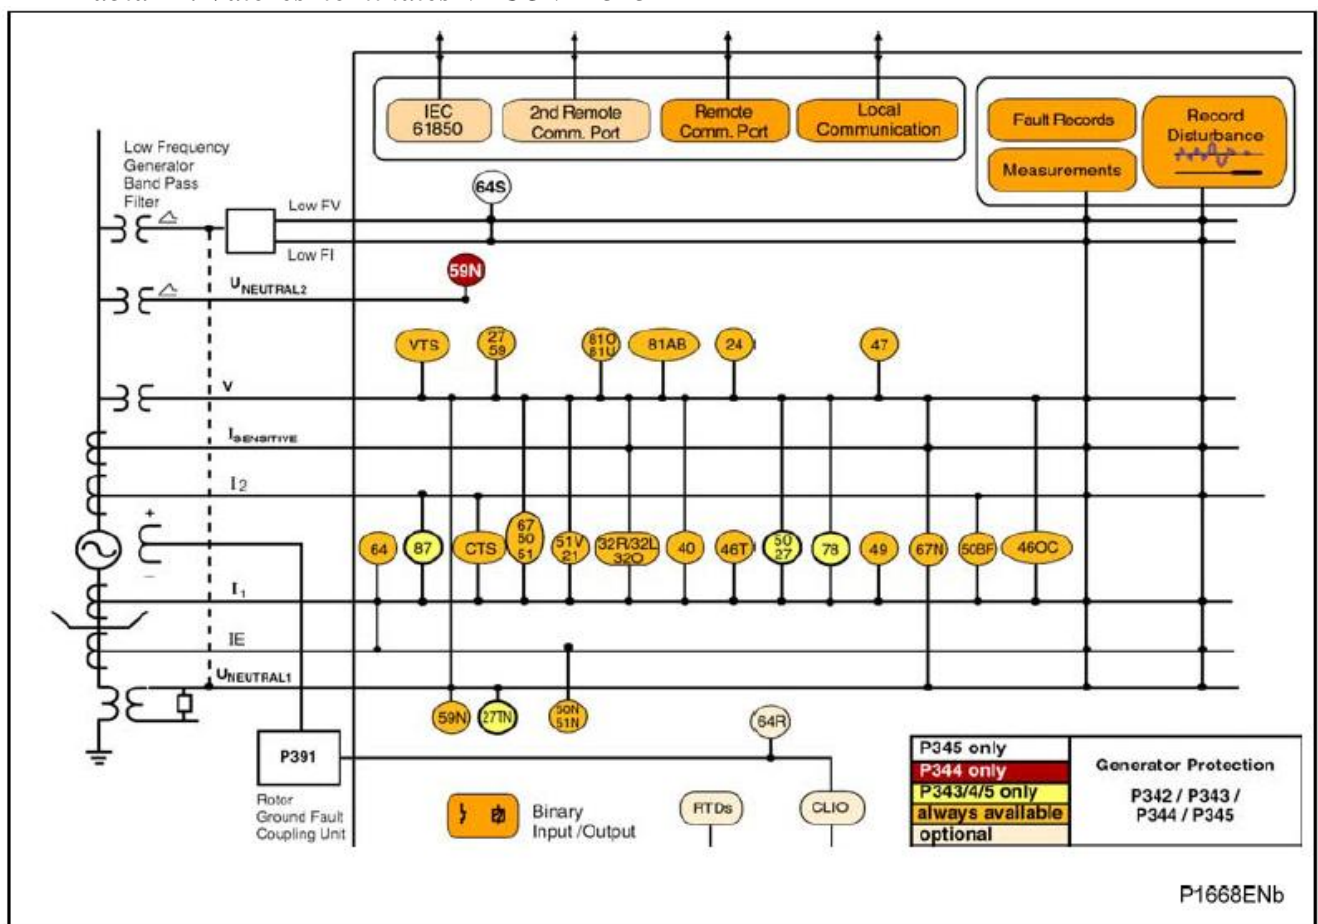 IEC
61850
2nd Remote
Comm. Port
Remote
Comm. Port
Local
Communication
Fault Records
Measurements
Record
Disturbance
Low Frequency
Generator
Band Pass
Filter
64S
Low FV
Low FI
59N
UNEUTRAL2
VTS
27
59
81O
81U
81AB
24
47
V
ISENSITIVE
I2
+
64
87
CTS
67
50
51
51V
21
32R/32L
32O
40
46T
50
27
78
49
67N
50BF
46OC
–
I1
IE
UNEUTRAL1
59N
27TN
50N
51N
64R
P391
Rotor
Ground Fault
Coupling Unit
Binary
Input /Output
RTDs
CLIO
P345 only
P344 only
P343/4/5 only
always available
optional
Generator Protection
P342 / P343 /
P344 / P345
P1668ENb